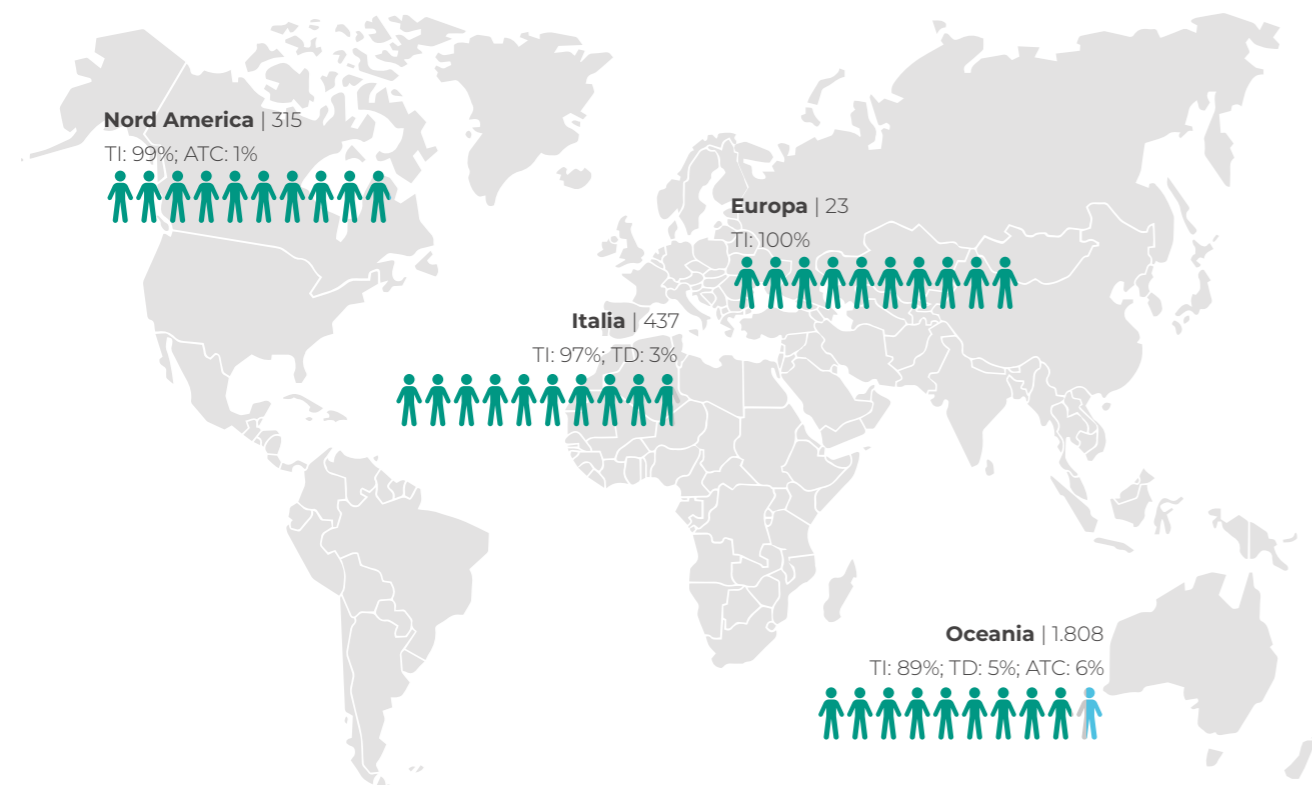 Nord America | 315
TI: 99%; ATC: 1%
Europa | 23
TI: 100%
Italia | 437
TI: 97%; TD: 3%
Oceania | 1.808
TI: 89%; TD: 5%; ATC: 6%